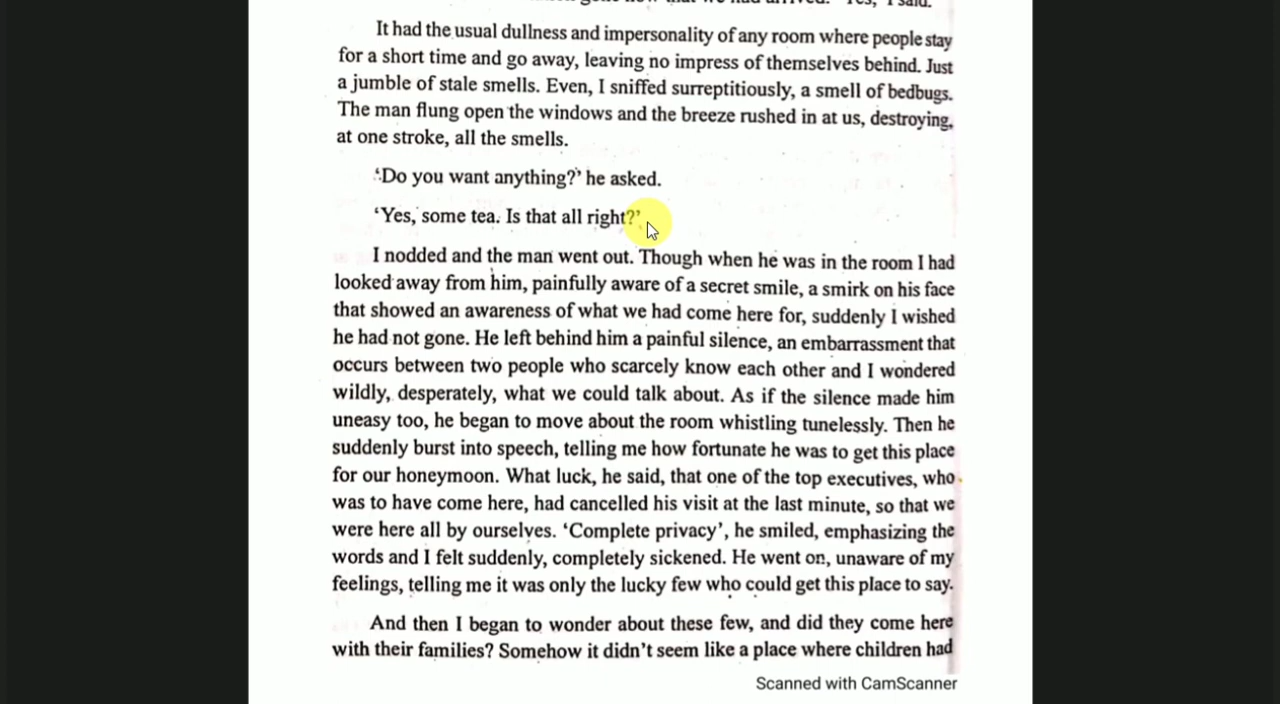 Yes, I said.
It had the usual dullness and impersonality of any room where people stay
for a short time and go away, leaving no impress of themselves behind. Just
a jumble of stale smells. Even, I sniffed surreptitiously, a smell of bedbugs.
The man flung open the windows and the breeze rushed in at us, destroying,
at one stroke, all the smells.
‘Do you want anything?’ he asked.
‘Yes, some tea. Is that all right?’
I nodded and the man went out. Though when he was in the room I had
looked away from him, painfully aware of a secret smile, a smirk on his face
that showed an awareness of what we had come here for, suddenly I wished
he had not gone. He left behind him a painful silence, an embarrassment that
occurs between two people who scarcely know each other and I wondered
wildly, desperately, what we could talk about. As if the silence made him
uneasy too, he began to move about the room whistling tunelessly. Then he
suddenly burst into speech, telling me how fortunate he was to get this place
for our honeymoon. What luck, he said, that one of the top executives, who
was to have come here, had cancelled his visit at the last minute, so that we
were here all by ourselves. ‘Complete privacy’, he smiled, emphasizing the
words and I felt suddenly, completely sickened. He went on, unaware of my
feelings, telling me it was only the lucky few who could get this place to say.
And then I began to wonder about these few, and did they come here
with their families? Somehow it didn’t seem like a place where children had
Scanned with CamScanner